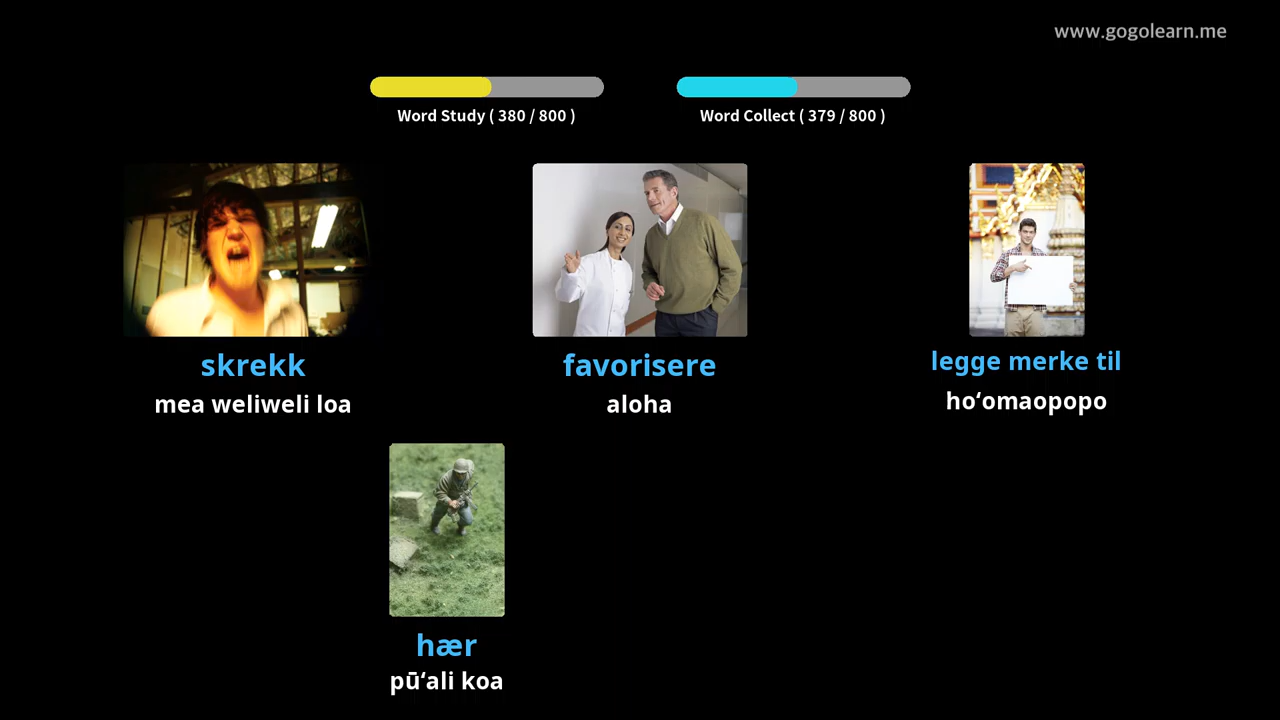 www.gogolearn.me
Word Study ( 380 / 800 )
Word Collect ( 379 / 800 )
skrekk
favorisere
legge merke til
mea weliweli loa
aloha
hoʻomaopopo
hær
pūʻali koa